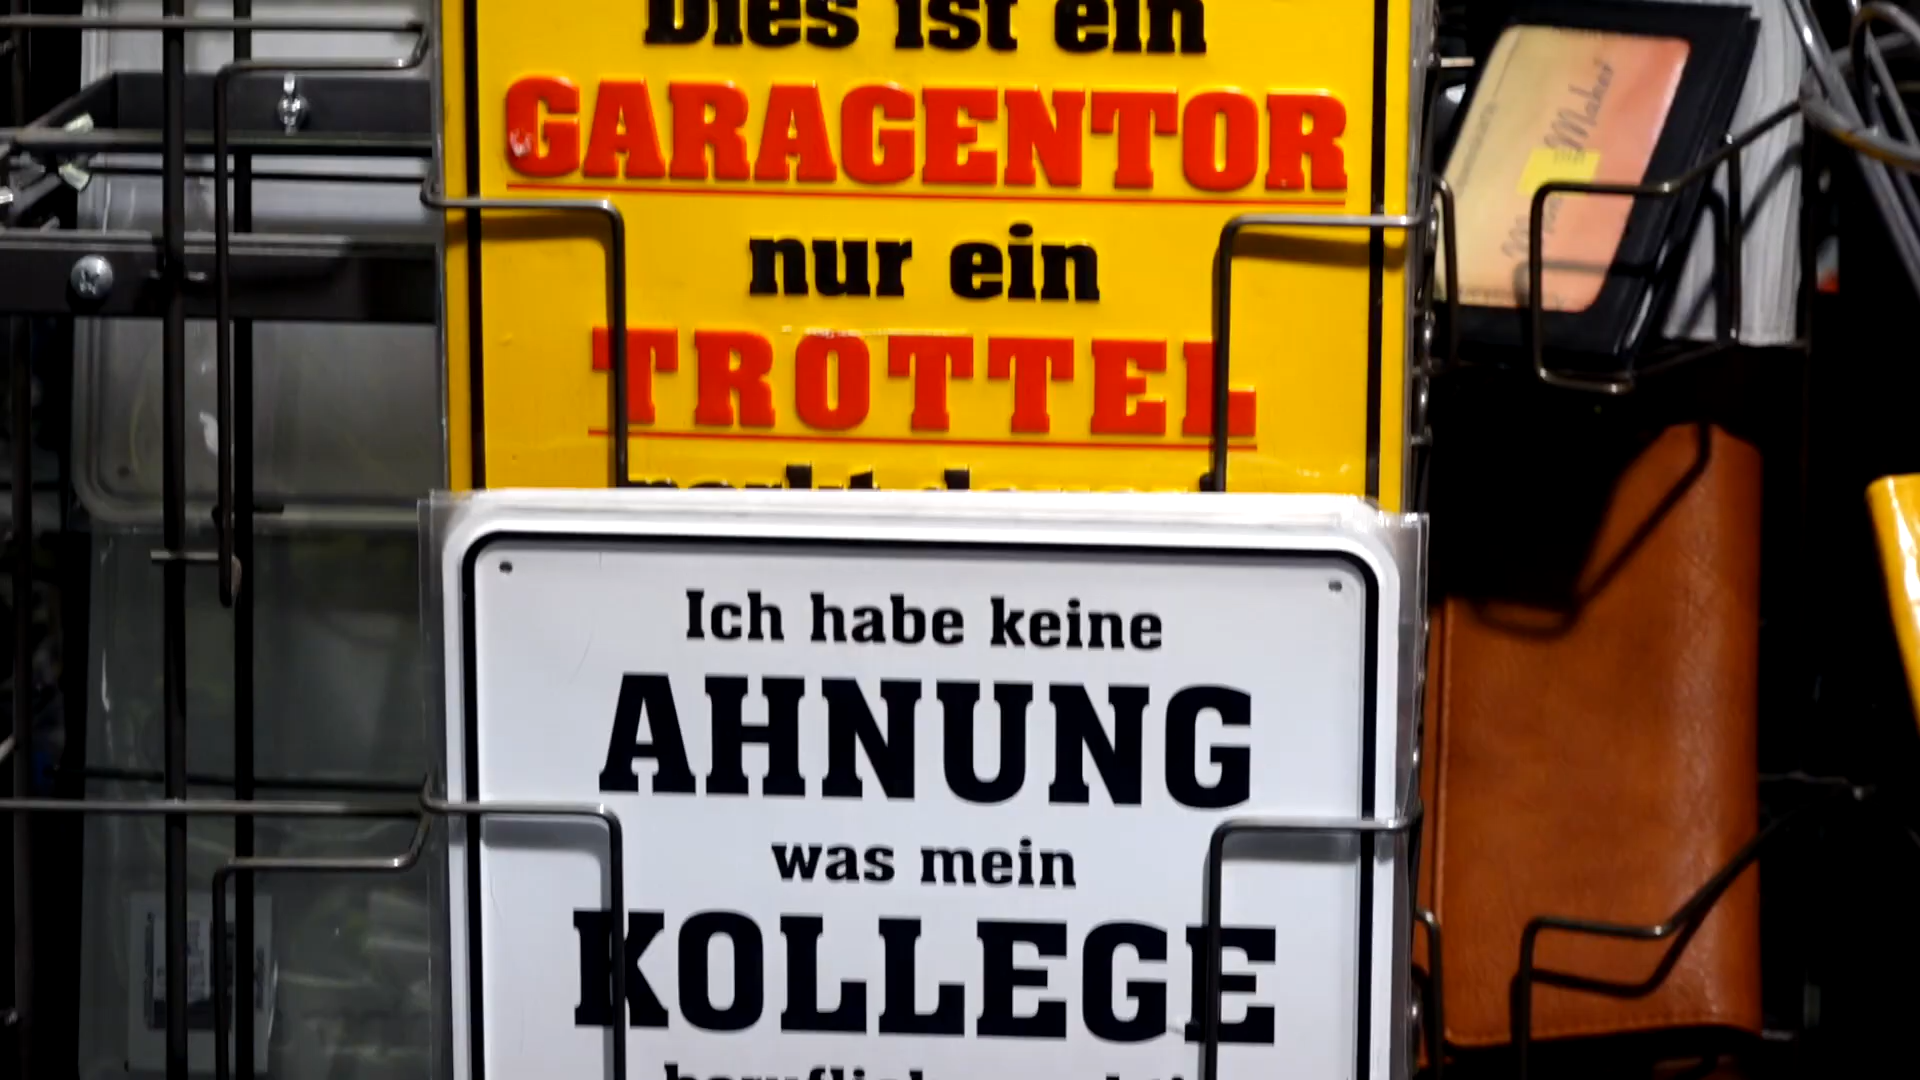 Dies ist ein
GARAGENTOR
nur ein
TROTTEL
Ich habe keine
AHNUNG
was mein
KOLLEGE